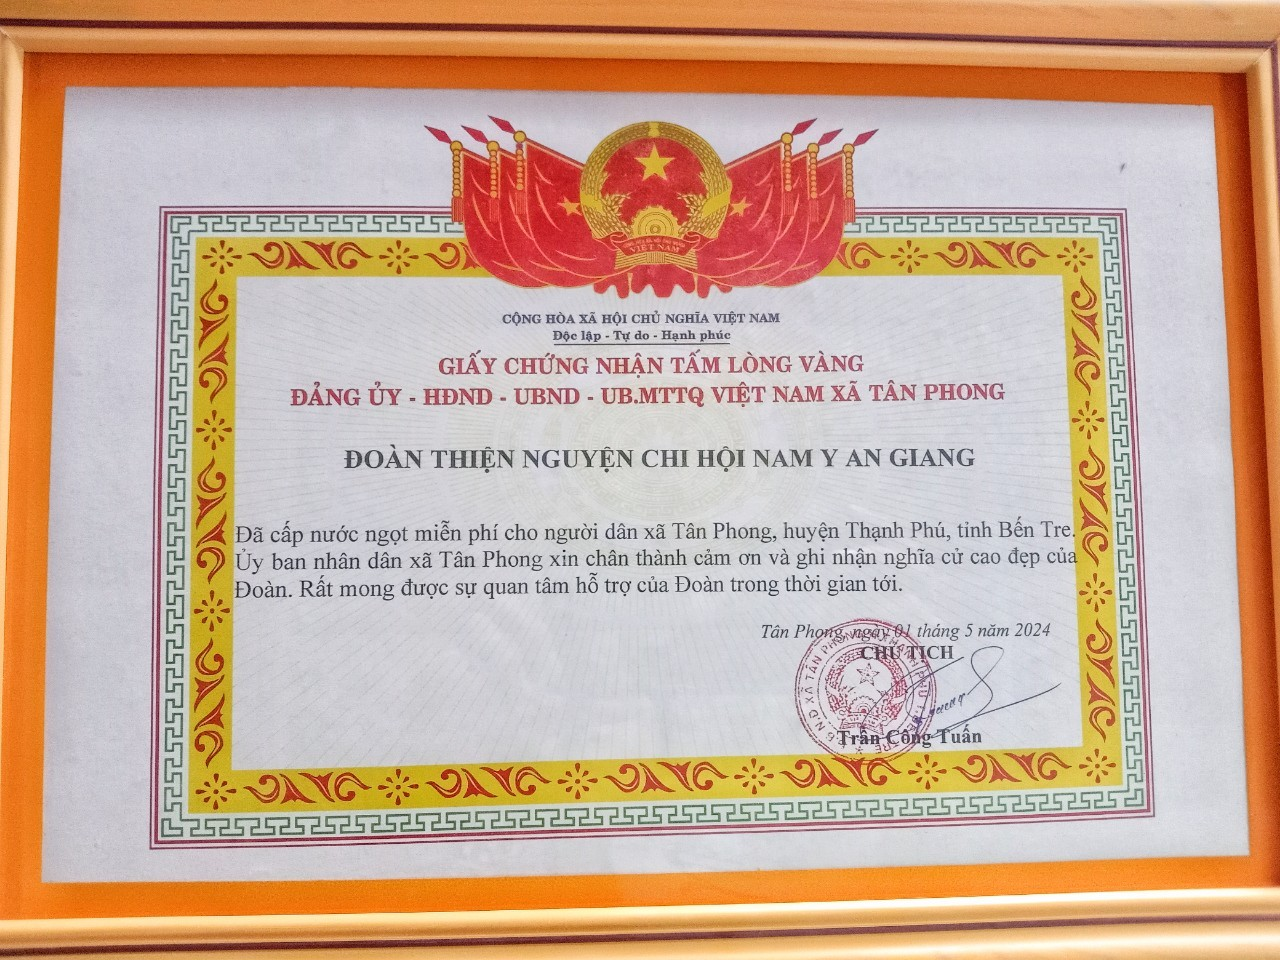 VIỆT NAM
CỘNG HÒA XÃ HỘI CHỦ NGHĨA VIỆT NAM
Độc lập - Tự do - Hạnh phúc
GIẤY CHỨNG NHẬN TẤM LÒNG VÀNG
ĐẢNG ỦY - HĐND - UBND - UB.MTTQ VIỆT NAM XÃ TÂN PHONG
ĐOÀN THIỆN NGUYỆN CHI HỘI NAM Y AN GIANG
Đã cấp nước ngọt miễn phí cho người dân xã Tân Phong, huyện Thạnh Phú, tỉnh Bến Tre.
Ủy ban nhân dân xã Tân Phong xin chân thành cảm ơn và ghi nhận nghĩa cử cao đẹp của
Đoàn. Rất mong được sự quan tâm hỗ trợ của Đoàn trong thời gian tới.
Tân Phong, ngày 01 tháng 5 năm 2024
CHỦ TỊCH
Trần Công Tuấn